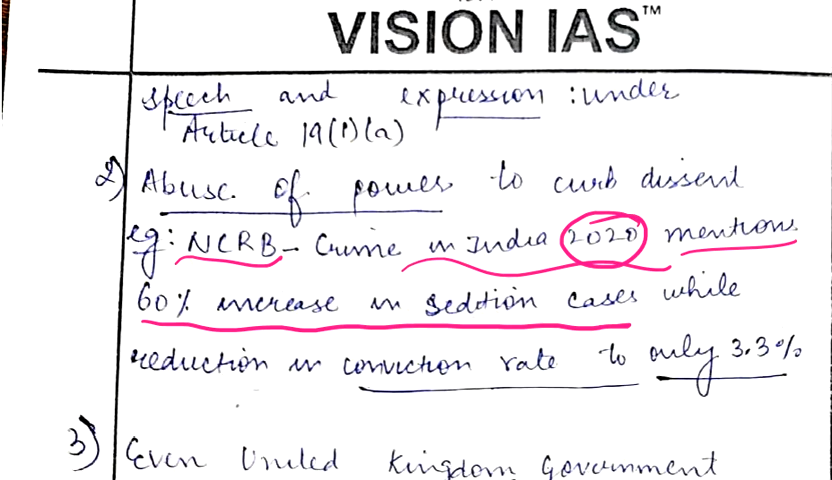 VISION IAS™
speech and expression : under
Article 19(1)(a)
2) Abuse of power to curb dissent
eg: NCRB - Crime in India 2020 mentions
60% increase in sedition cases while
reduction in conviction rate to only 3.3%
3) Even United Kingdom Government